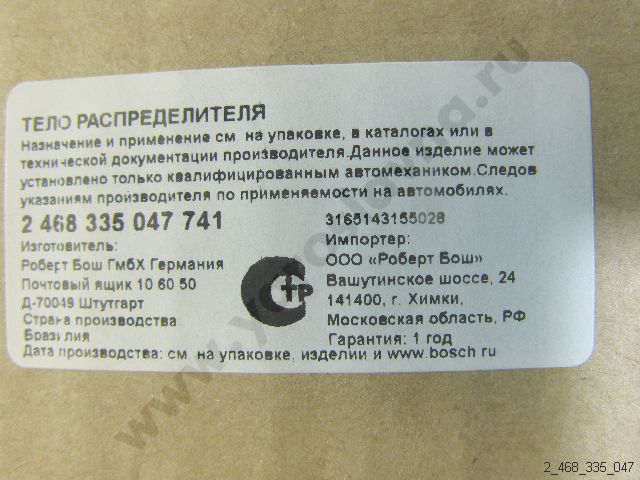 ТЕЛО РАСПРЕДЕЛИТЕЛЯ
Назначение и применение см. на упаковке, в каталогах или в
технической документации производителя.Данное изделие может
установлено только квалифицированным автомехаником.Следов
указаниям производителя по применяемости на автомобилях.
2 468 335 047 741
Изготовитель:
Роберт Бош ГмбХ Германия
Почтовый ящик 10 60 50
Д-70049 Штутгарт
Страна производства
Бразилия
3165143155028
Импортер:
ООО «Роберт Бош»
Вашутинское шоссе, 24
141400, г. Химки,
Московская область, РФ
Гарантия: 1 год
Дата производства: см. на упаковке, изделии и www.bosch.ru
2_468_335_047